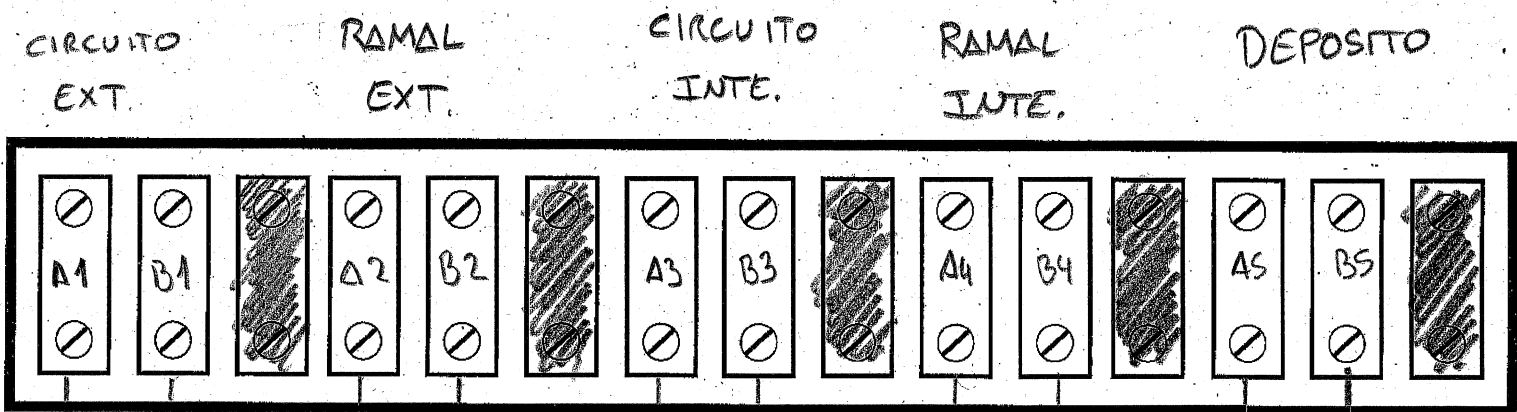 CIRCUITO
EXT.
RAMAL
EXT.
CIRCUITO
INTE.
RAMAL
INTE.
DEPOSITO
A1 B1 A2 B2 A3 B3 A4 B4 A5 B5